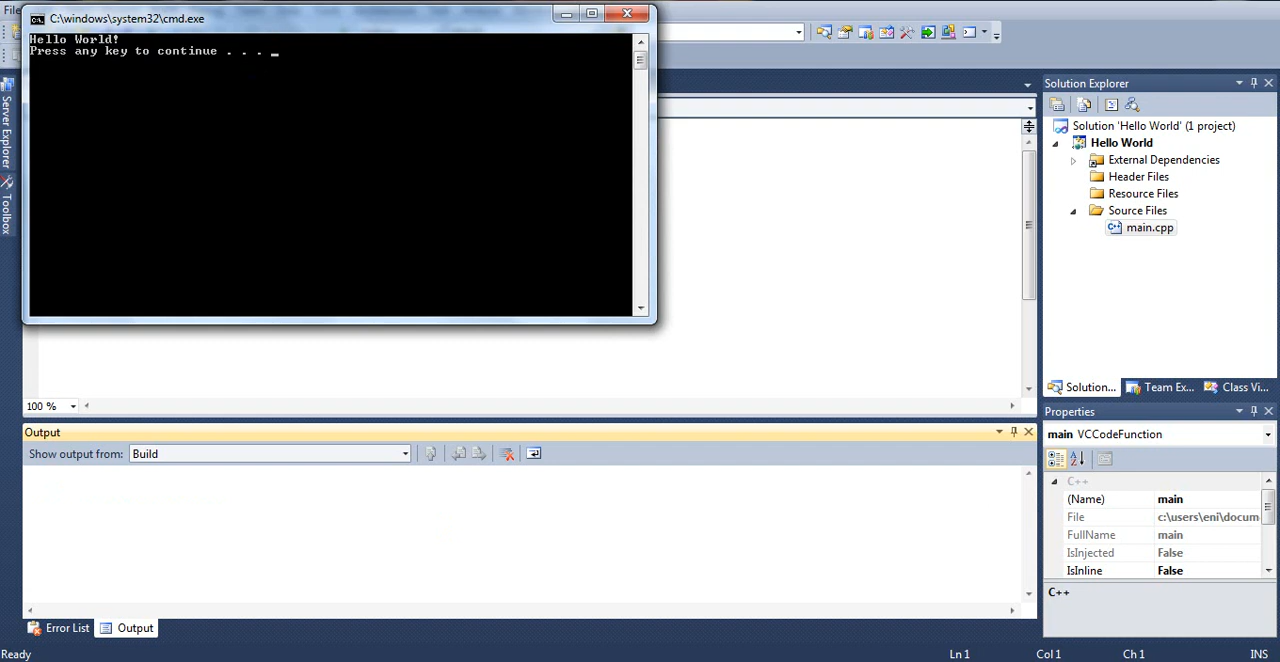 C:\windows\system32\cmd.exe
Hello World!
Press any key to continue . . . _
File
Server Explorer
Toolbox
Solution Explorer
Solution 'Hello World' (1 project)
Hello World
External Dependencies
Header Files
Resource Files
Source Files
main.cpp
100 %
Solution...
Team Ex...
Class Vi...
Output
Show output from:
Build
Properties
main VCCodeFunction
C++
(Name)
main
File
c:\users\eni\docum
FullName
main
IsInjected
False
IsInline
False
C++
Error List
Output
Ready
Ln 1
Col 1
Ch 1
INS